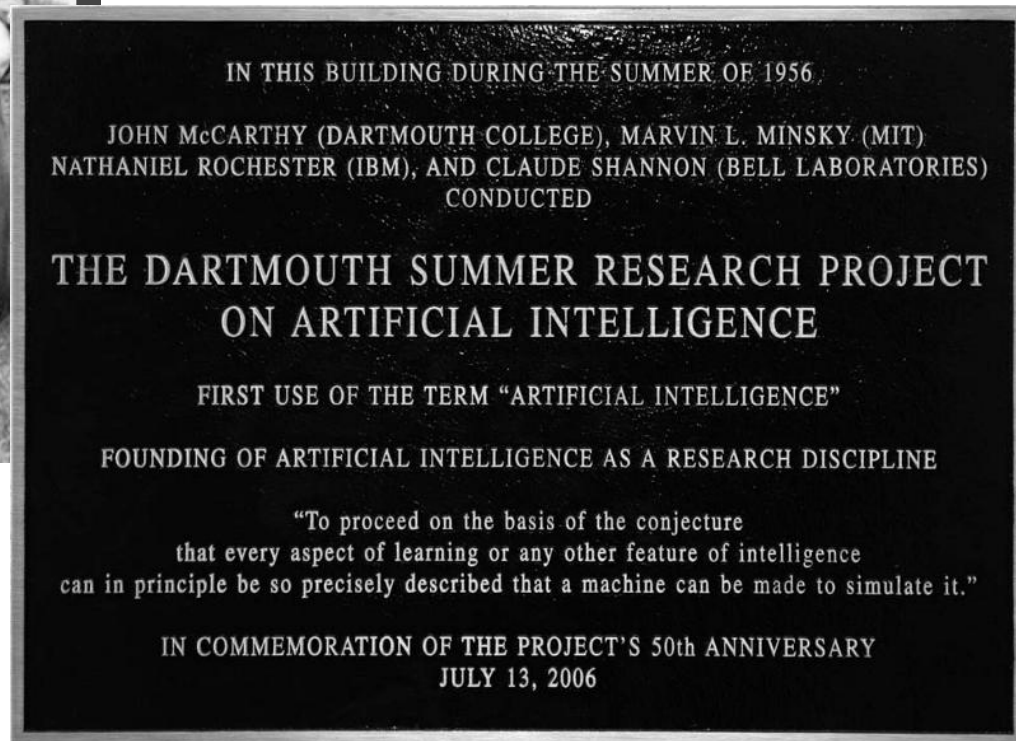 IN THIS BUILDING DURING THE SUMMER OF 1956
JOHN McCARTHY (DARTMOUTH COLLEGE), MARVIN L. MINSKY (MIT)
NATHANIEL ROCHESTER (IBM), AND CLAUDE SHANNON (BELL LABORATORIES)
CONDUCTED
THE DARTMOUTH SUMMER RESEARCH PROJECT
ON ARTIFICIAL INTELLIGENCE
FIRST USE OF THE TERM “ARTIFICIAL INTELLIGENCE”
FOUNDING OF ARTIFICIAL INTELLIGENCE AS A RESEARCH DISCIPLINE
“To proceed on the basis of the conjecture
that every aspect of learning or any other feature of intelligence
can in principle be so precisely described that a machine can be made to simulate it.”
IN COMMEMORATION OF THE PROJECT'S 50th ANNIVERSARY
JULY 13, 2006